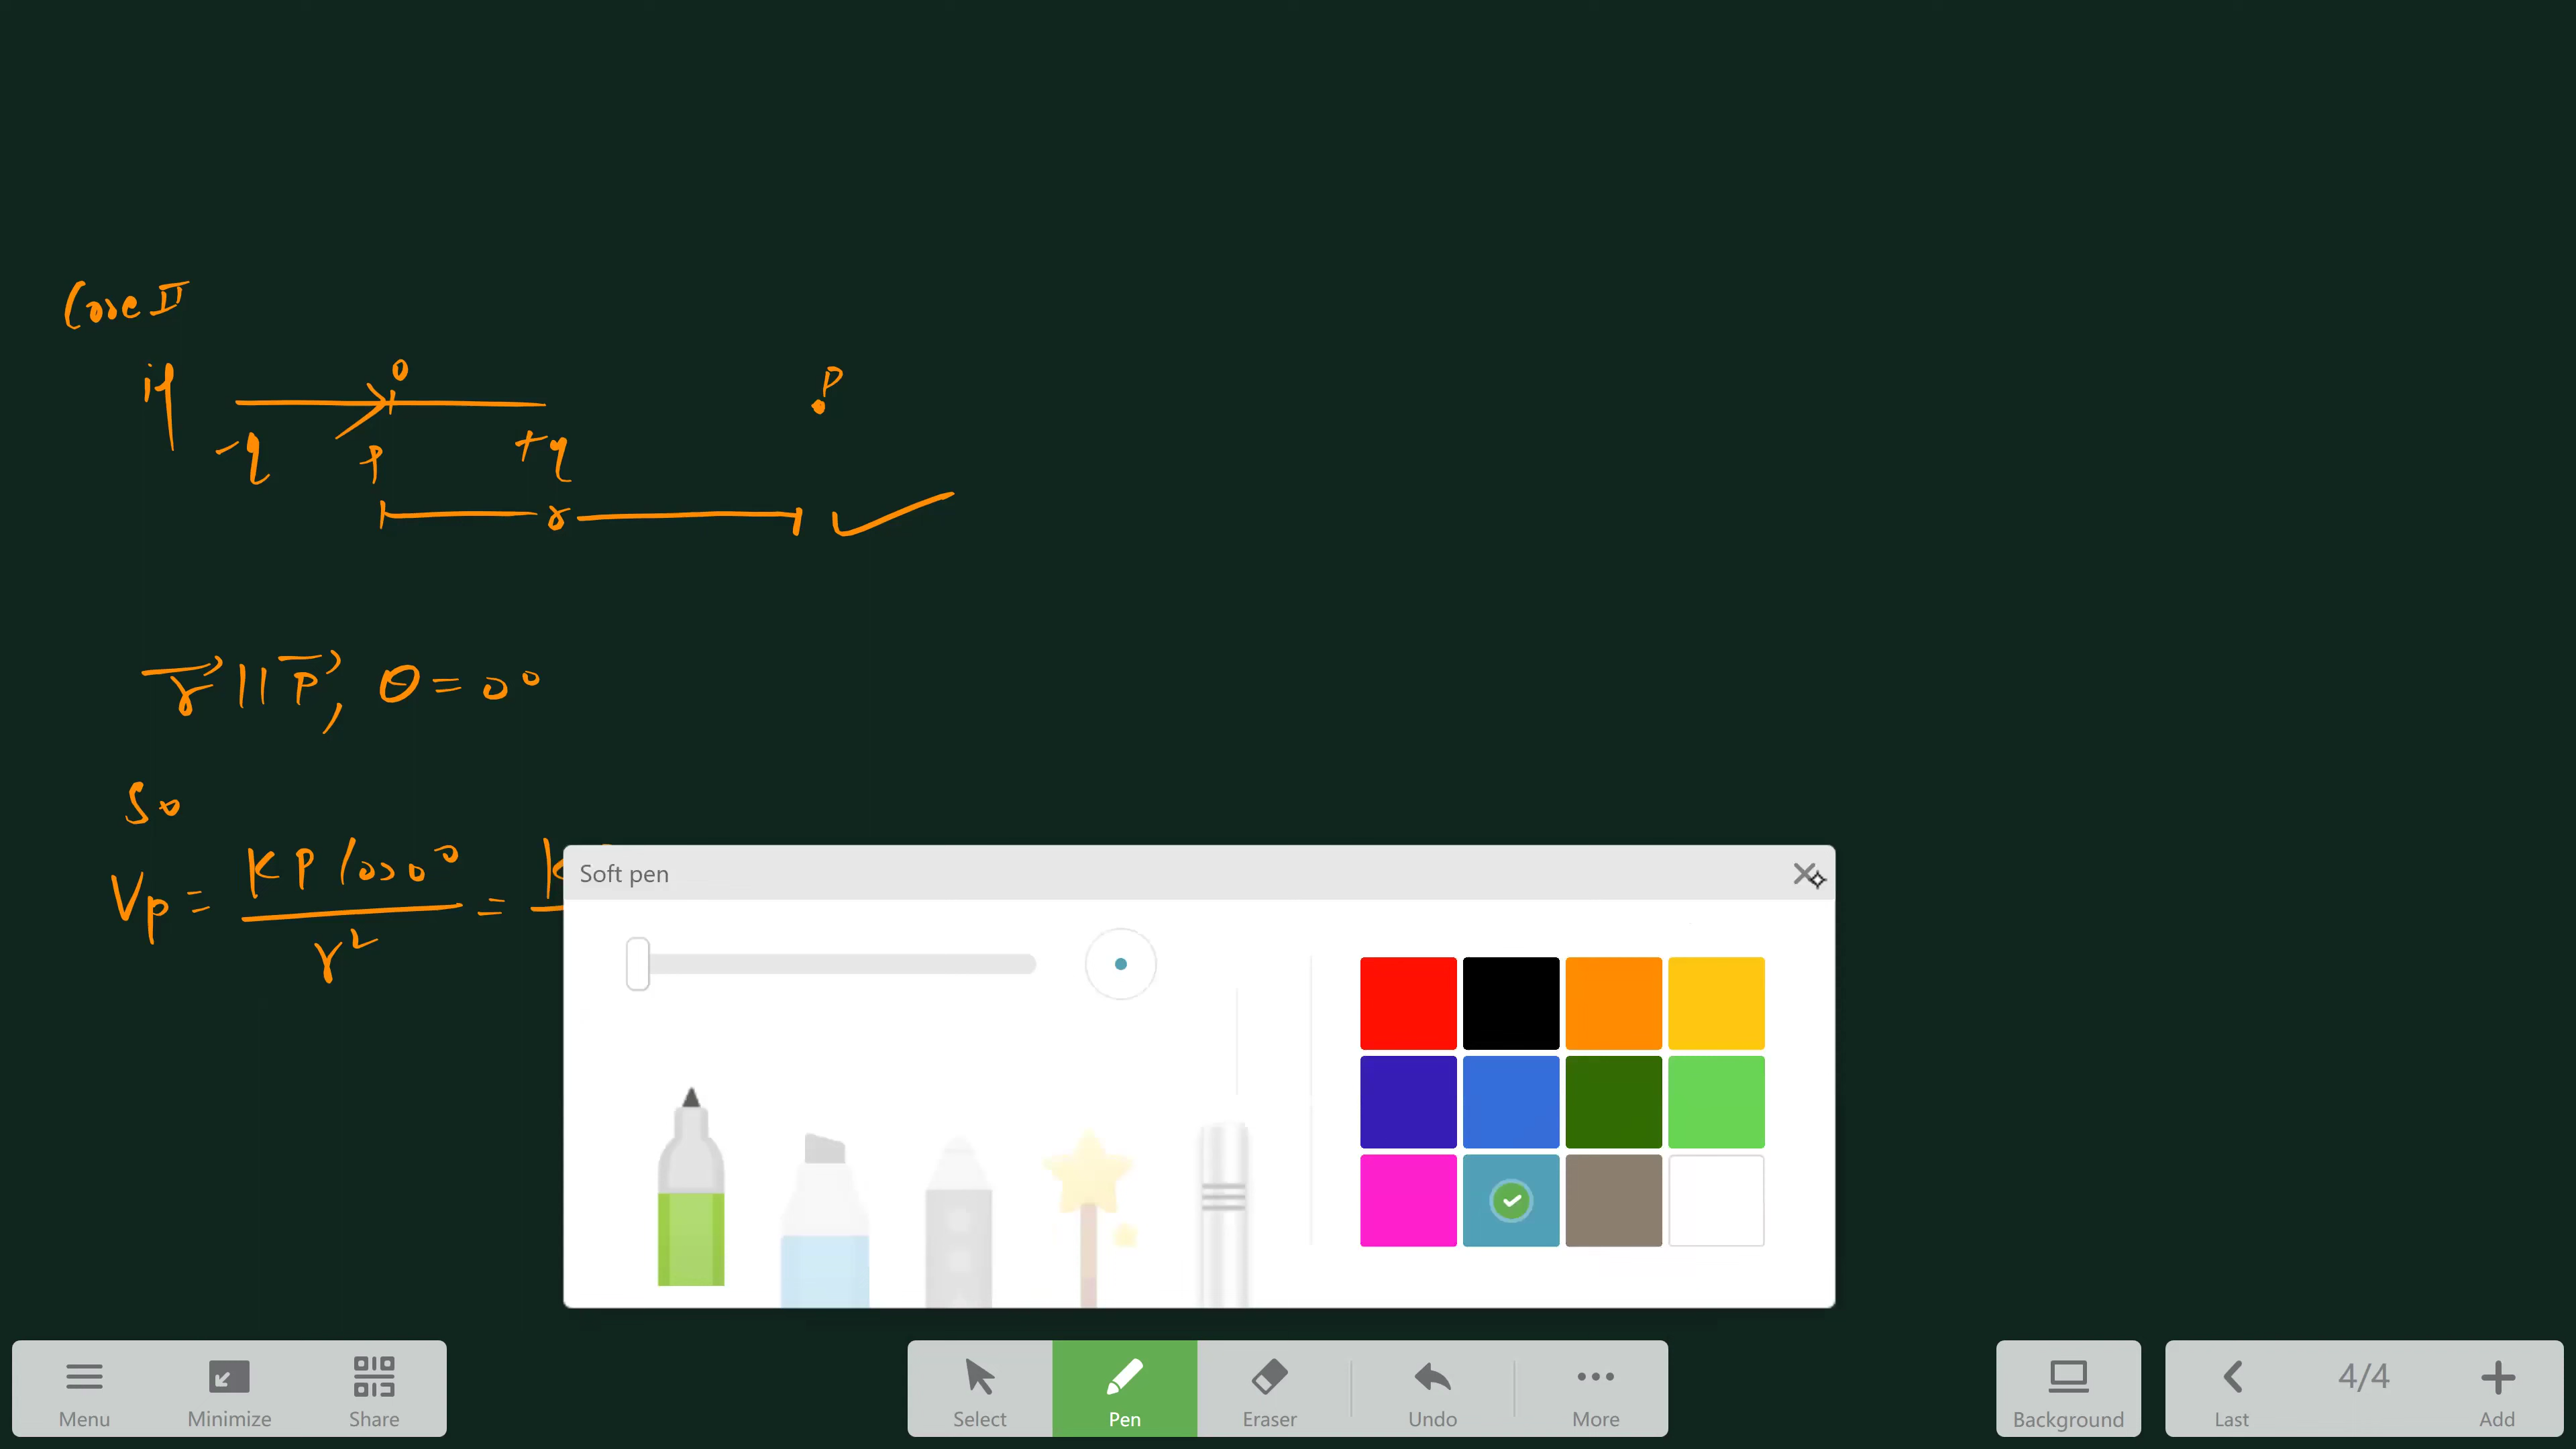 Case II
if
O
P
-q
p
+q
r
r⃗ || p⃗, θ = 0°
So
Vp = KP Cos 0° / r² = K
Soft pen
Menu
Minimize
Share
Select
Pen
Eraser
Undo
More
Background
Last
4/4
Add